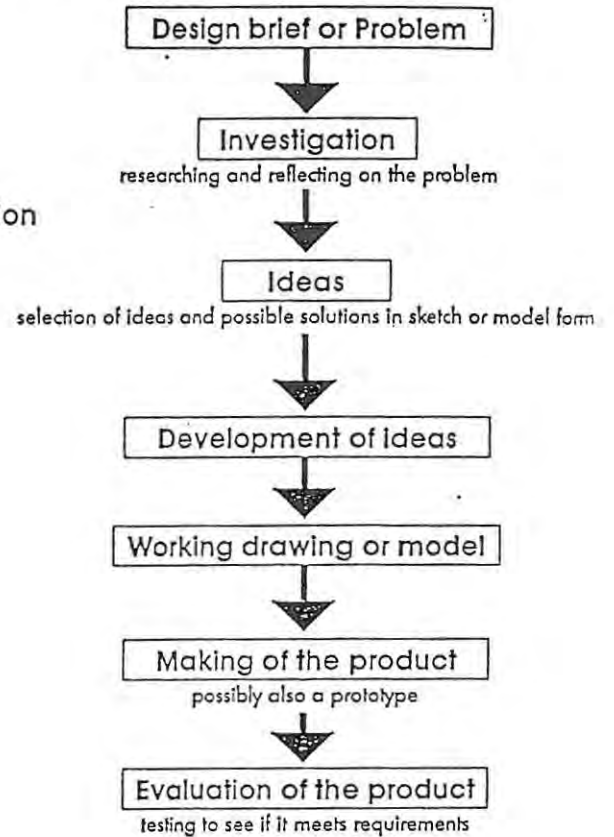 Design brief or Problem
Investigation
researching and reflecting on the problem
on
Ideas
selection of ideas and possible solutions in sketch or model form
Development of Ideas
Working drawing or model
Making of the product
possibly also a prototype
Evaluation of the product
testing to see if it meets requirements